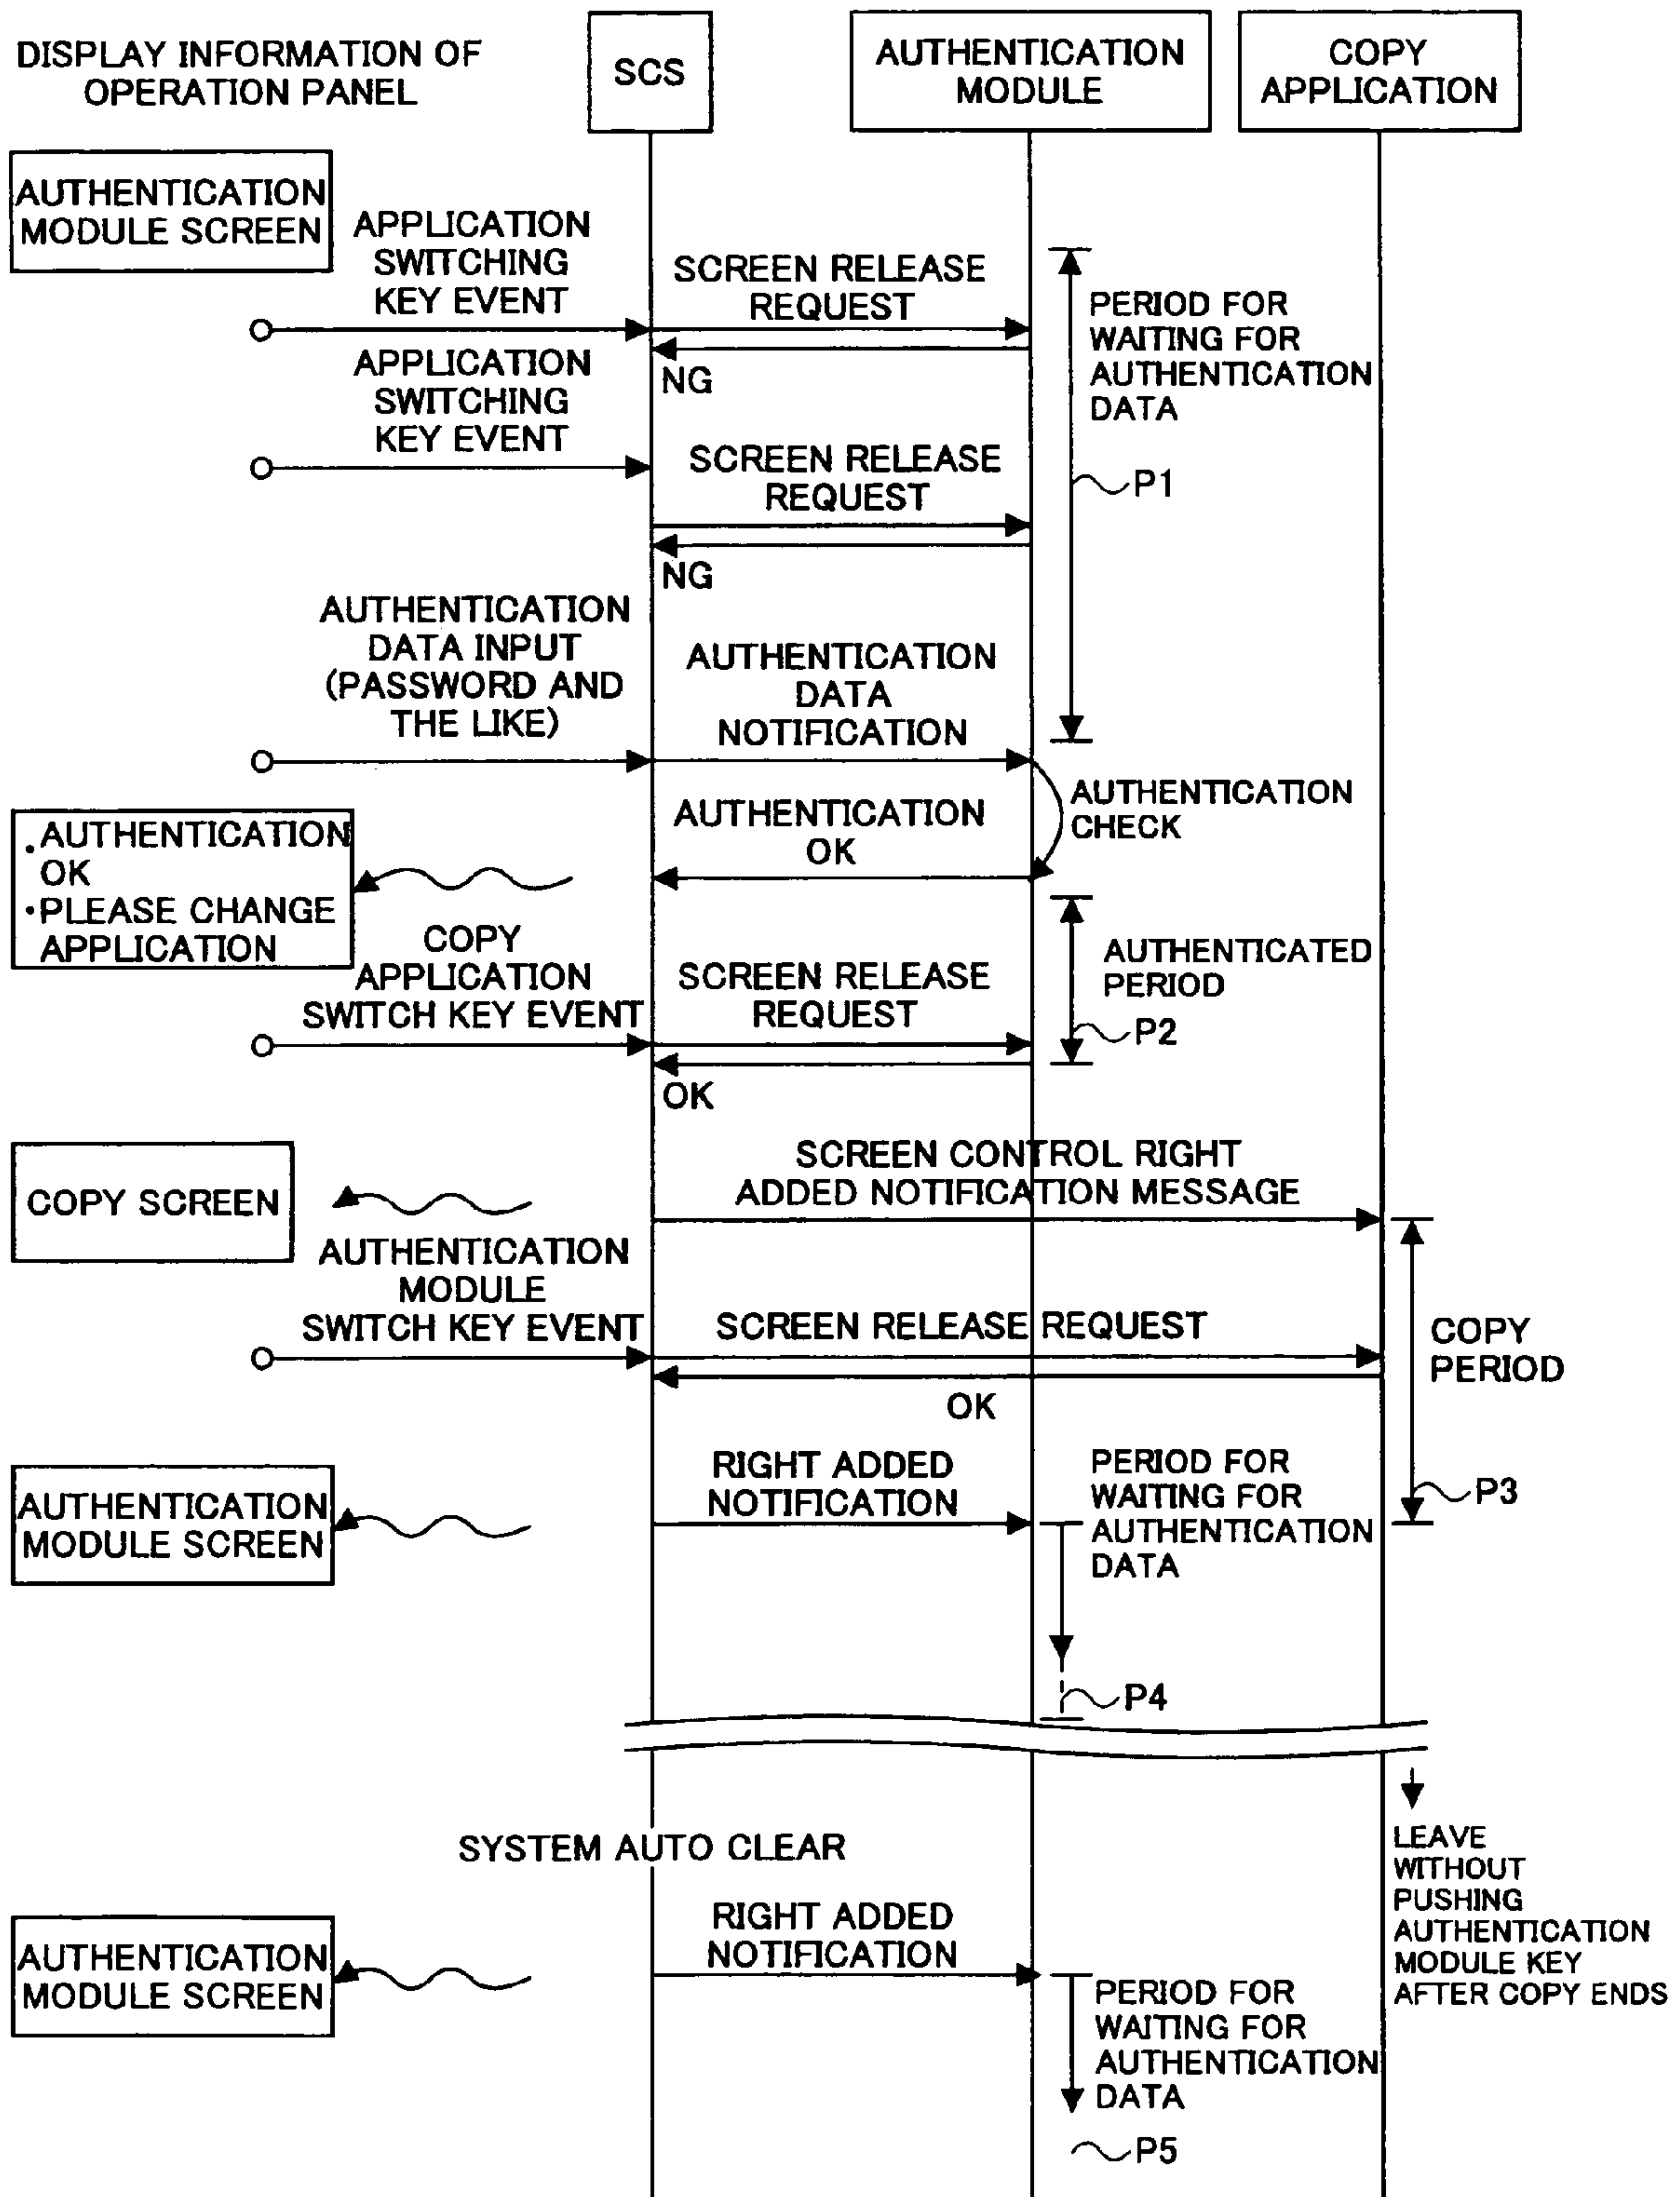 DISPLAY INFORMATION OF
OPERATION PANEL
SCS
AUTHENTICATION
MODULE
COPY
APPLICATION
AUTHENTICATION
MODULE SCREEN
APPLICATION
SWITCHING
KEY EVENT
SCREEN RELEASE
REQUEST
NG
PERIOD FOR
WAITING FOR
AUTHENTICATION
DATA
P1
APPLICATION
SWITCHING
KEY EVENT
SCREEN RELEASE
REQUEST
NG
AUTHENTICATION
DATA INPUT
(PASSWORD AND
THE LIKE)
AUTHENTICATION
DATA
NOTIFICATION
AUTHENTICATION
CHECK
AUTHENTICATION
OK
・AUTHENTICATION
OK
・PLEASE CHANGE
APPLICATION
COPY
APPLICATION
SWITCH KEY EVENT
SCREEN RELEASE
REQUEST
OK
AUTHENTICATED
PERIOD
P2
COPY SCREEN
SCREEN CONTROL RIGHT
ADDED NOTIFICATION MESSAGE
AUTHENTICATION
MODULE
SWITCH KEY EVENT
SCREEN RELEASE REQUEST
OK
COPY
PERIOD
P3
AUTHENTICATION
MODULE SCREEN
RIGHT ADDED
NOTIFICATION
PERIOD FOR
WAITING FOR
AUTHENTICATION
DATA
P4
SYSTEM AUTO CLEAR
LEAVE
WITHOUT
PUSHING
AUTHENTICATION
MODULE KEY
AFTER COPY ENDS
AUTHENTICATION
MODULE SCREEN
RIGHT ADDED
NOTIFICATION
PERIOD FOR
WAITING FOR
AUTHENTICATION
DATA
P5